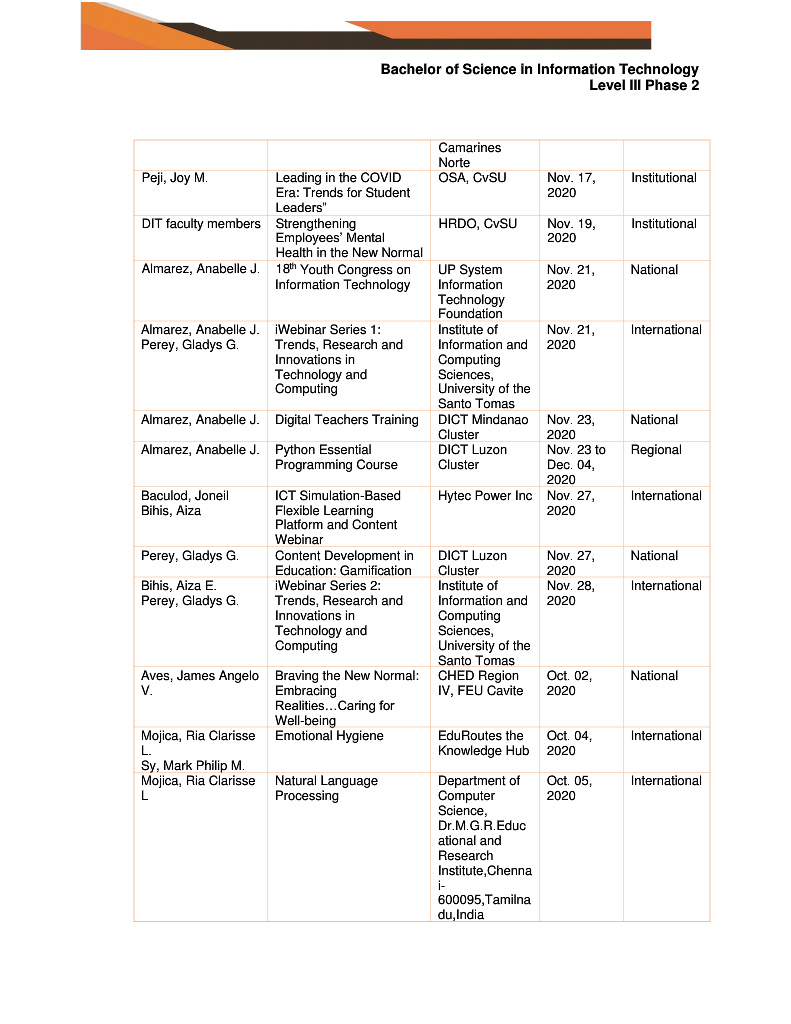 Bachelor of Science in Information Technology
Level III Phase 2
Camarines
Norte
Peji, Joy M.
Leading in the COVID
Era: Trends for Student
Leaders”
OSA, CvSU
Nov. 17,
2020
Institutional
DIT faculty members
Strengthening
Employees’ Mental
Health in the New Normal
HRDO, CvSU
Nov. 19,
2020
Institutional
Almarez, Anabelle J.
18th Youth Congress on
Information Technology
UP System
Information
Technology
Foundation
Nov. 21,
2020
National
Almarez, Anabelle J.
Perey, Gladys G.
iWebinar Series 1:
Trends, Research and
Innovations in
Technology and
Computing
Institute of
Information and
Computing
Sciences,
University of the
Santo Tomas
Nov. 21,
2020
International
Almarez, Anabelle J.
Digital Teachers Training
DICT Mindanao
Cluster
Nov. 23,
2020
National
Almarez, Anabelle J.
Python Essential
Programming Course
DICT Luzon
Cluster
Nov. 23 to
Dec. 04,
2020
Regional
Baculod, Joneil
Bihis, Aiza
ICT Simulation-Based
Flexible Learning
Platform and Content
Webinar
Hytec Power Inc
Nov. 27,
2020
International
Perey, Gladys G.
Content Development in
Education: Gamification
DICT Luzon
Cluster
Nov. 27,
2020
National
Bihis, Aiza E.
Perey, Gladys G.
iWebinar Series 2:
Trends, Research and
Innovations in
Technology and
Computing
Institute of
Information and
Computing
Sciences,
University of the
Santo Tomas
Nov. 28,
2020
International
Aves, James Angelo
V.
Braving the New Normal:
Embracing
Realities…Caring for
Well-being
CHED Region
IV, FEU Cavite
Oct. 02,
2020
National
Mojica, Ria Clarisse
L.
Sy, Mark Philip M.
Emotional Hygiene
EduRoutes the
Knowledge Hub
Oct. 04,
2020
International
Mojica, Ria Clarisse
L
Natural Language
Processing
Department of
Computer
Science,
Dr.M.G.R.Educ
ational and
Research
Institute,Chenna
i-
600095,Tamilna
du,India
Oct. 05,
2020
International